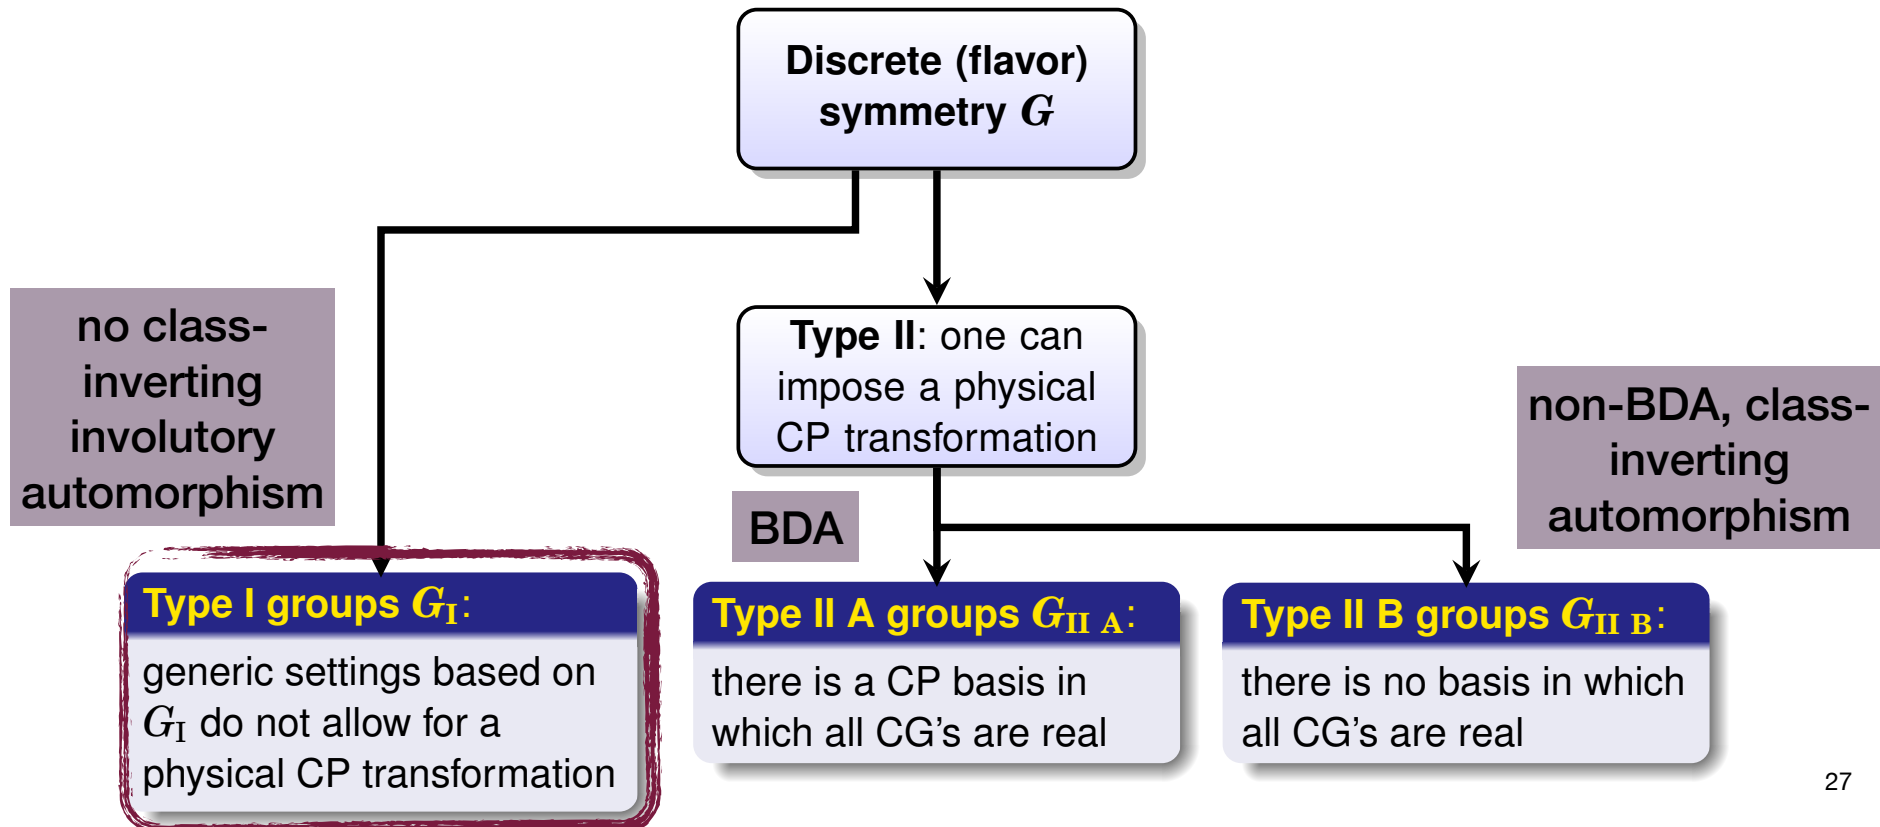 Discrete (flavor)
symmetry G
no class-
inverting
involutory
automorphism
Type II: one can
impose a physical
CP transformation
non-BDA, class-
inverting
automorphism
BDA
Type I groups G_I:
generic settings based on
G_I do not allow for a
physical CP transformation
Type II A groups G_II A:
there is a CP basis in
which all CG's are real
Type II B groups G_II B:
there is no basis in which
all CG's are real
27